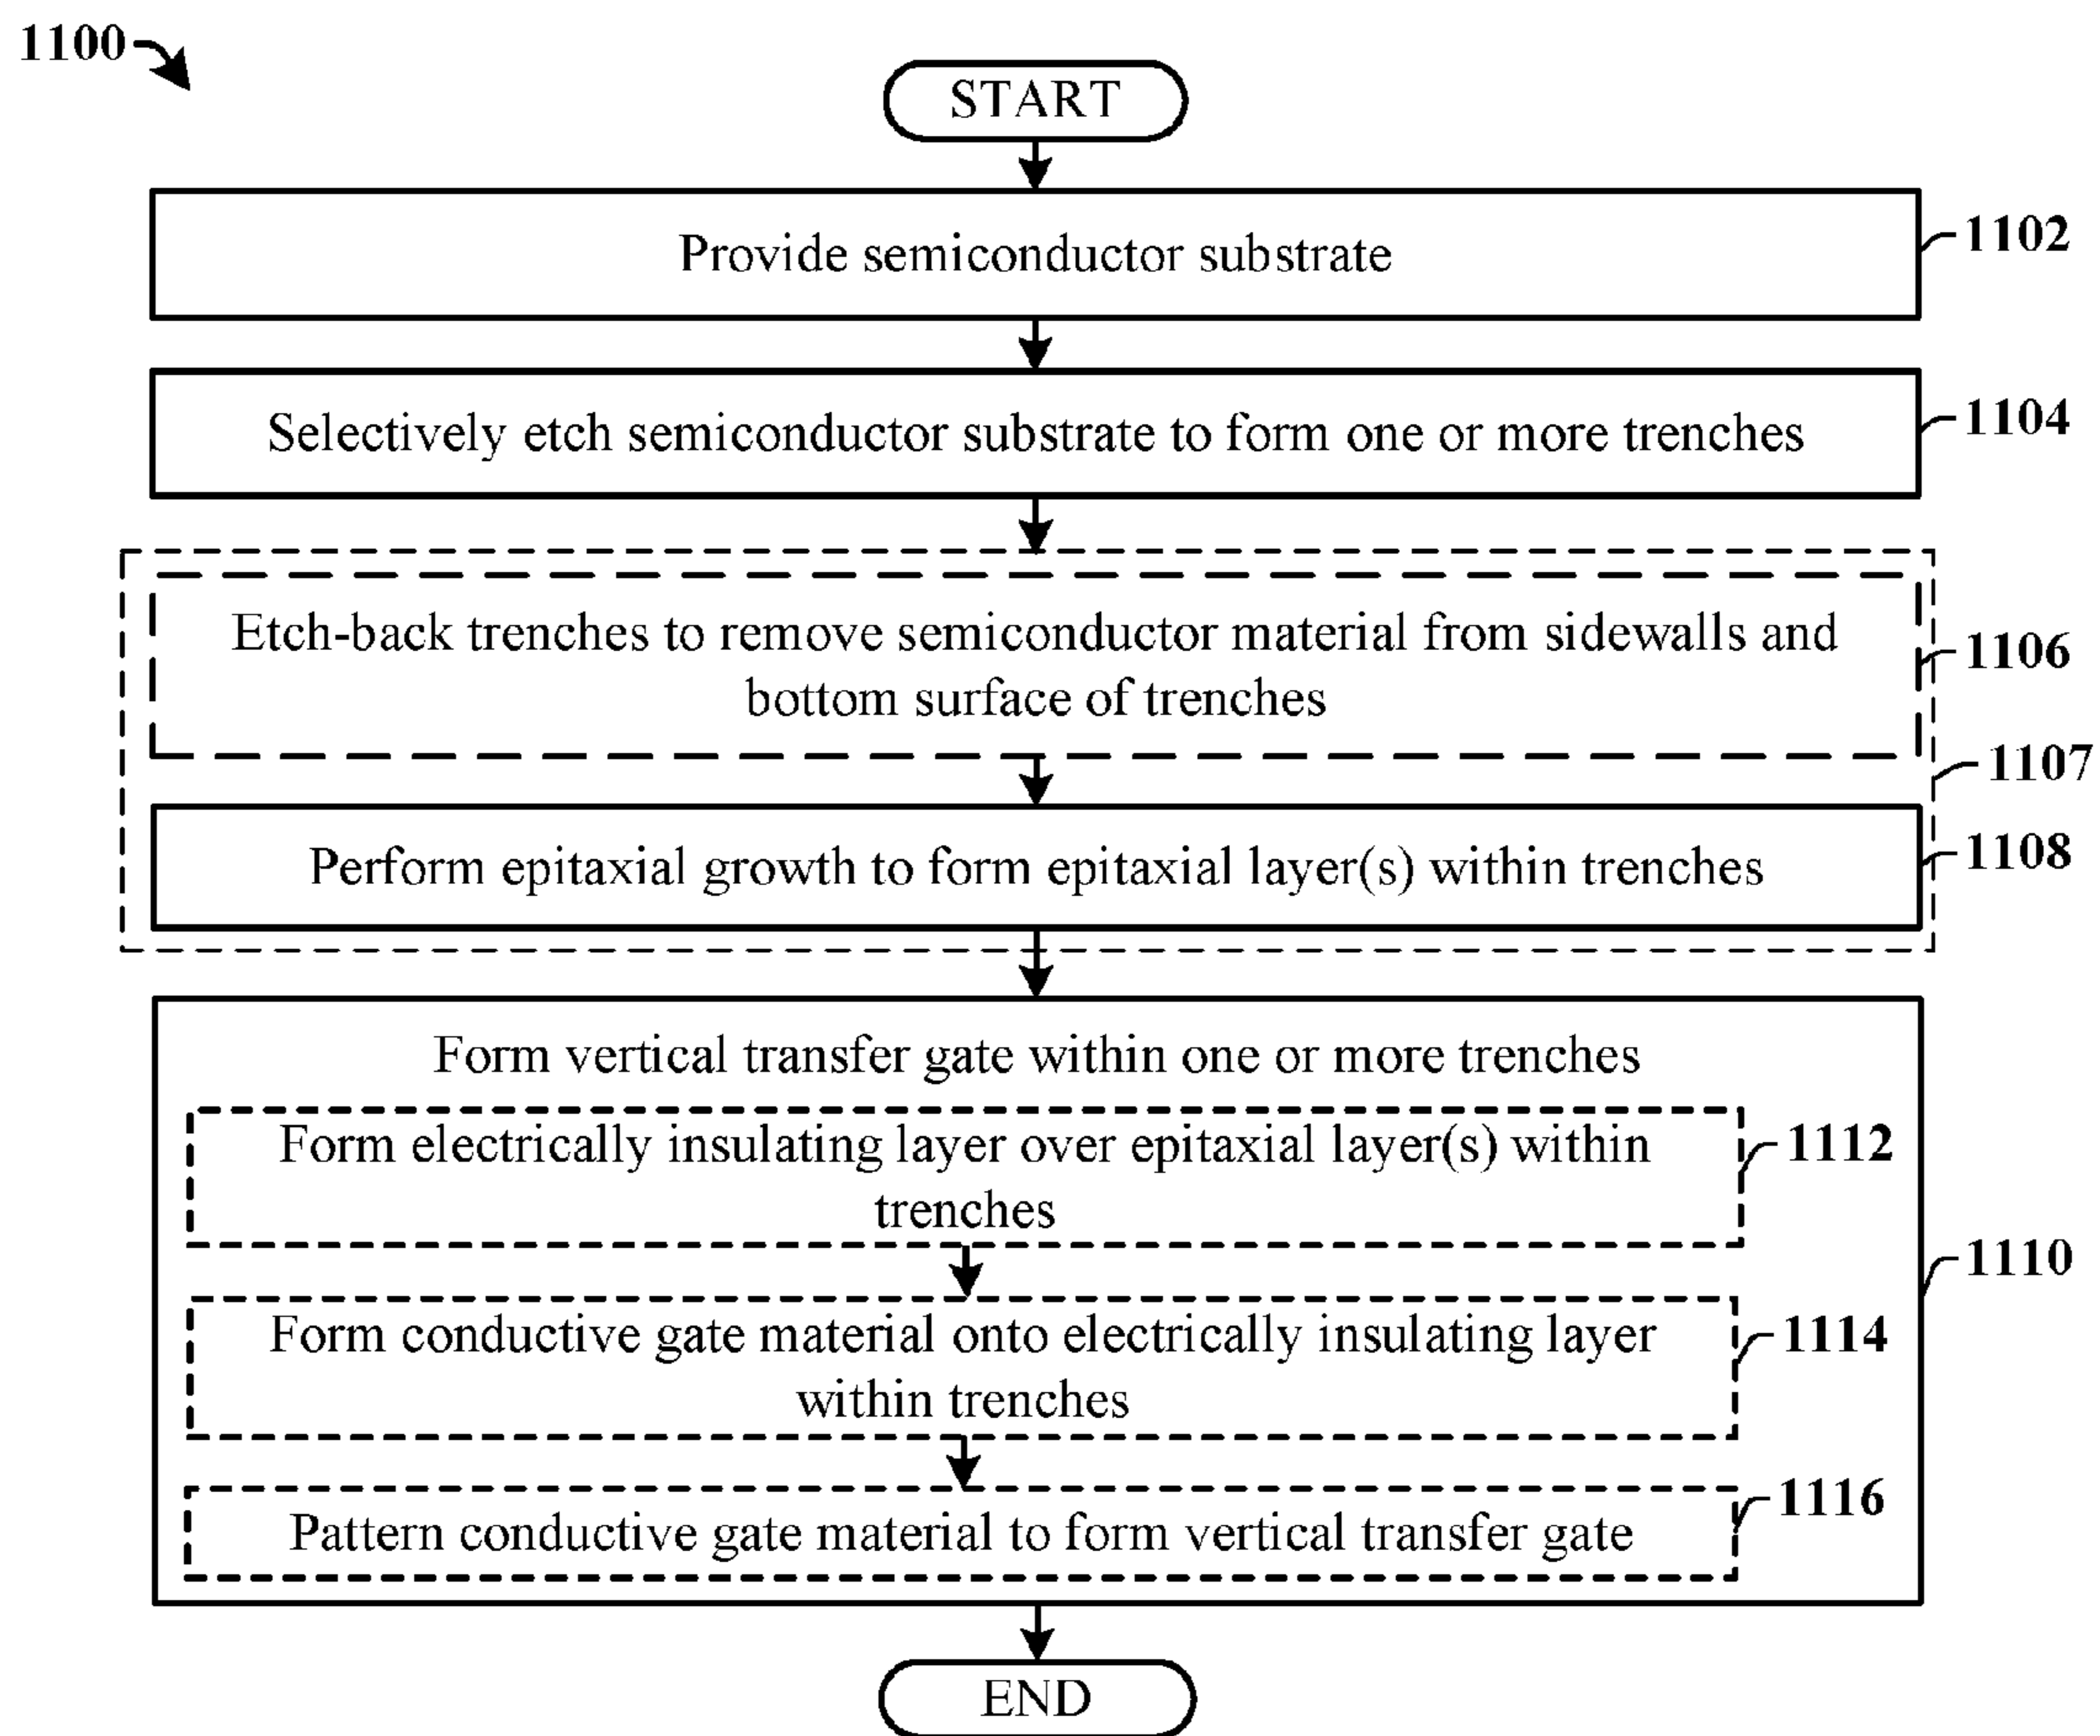 1100
START
Provide semiconductor substrate
1102
Selectively etch semiconductor substrate to form one or more trenches
1104
Etch-back trenches to remove semiconductor material from sidewalls and
bottom surface of trenches
1106
1107
Perform epitaxial growth to form epitaxial layer(s) within trenches
1108
Form vertical transfer gate within one or more trenches
Form electrically insulating layer over epitaxial layer(s) within
trenches
1112
1110
Form conductive gate material onto electrically insulating layer
within trenches
1114
Pattern conductive gate material to form vertical transfer gate
1116
END